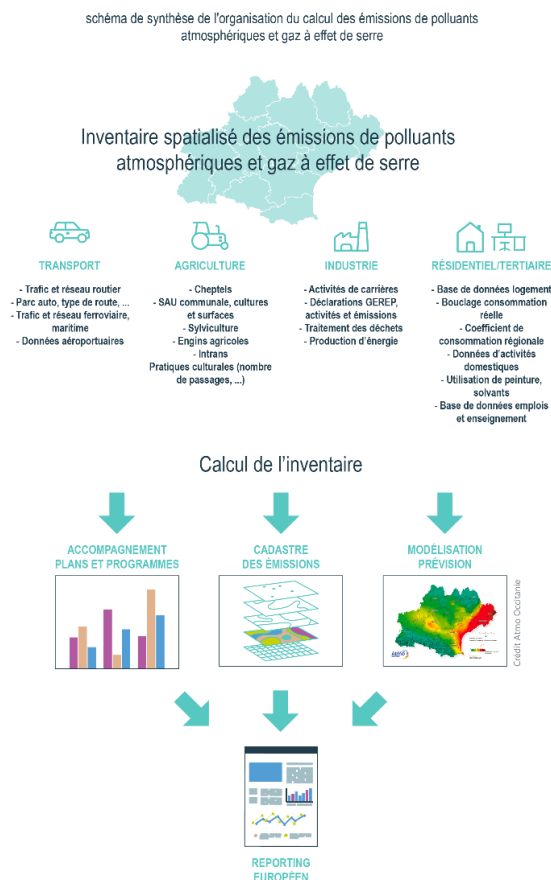 schéma de synthèse de l'organisation du calcul des émissions de polluants
atmosphériques et gaz à effet de serre
Inventaire spatialisé des émissions de polluants
atmosphériques et gaz à effet de serre
TRANSPORT
- Trafic et réseau routier
- Parc auto, type de route, ...
- Trafic et réseau ferroviaire,
maritime
- Données aéroportuaires
AGRICULTURE
- Cheptels
- SAU communale, cultures
et surfaces
- Sylviculture
- Engins agricoles
- Intrans
Pratiques culturales (nombre
de passages, ...)
INDUSTRIE
- Activités de carrières
- Déclarations GEREP,
activités et émissions
- Traitement des déchets
- Production d'énergie
RÉSIDENTIEL/TERTIAIRE
- Base de données logement
- Bouclage consommation
réelle
- Coefficient de
consommation régionale
- Données d'activités
domestiques
- Utilisation de peinture,
solvants
- Base de données emplois
et enseignement
Calcul de l'inventaire
ACCOMPAGNEMENT
PLANS ET PROGRAMMES
CADASTRE
DES ÉMISSIONS
MODÉLISATION
PRÉVISION
Crédit Atmo Occitanie
REPORTING
EUROPÉEN